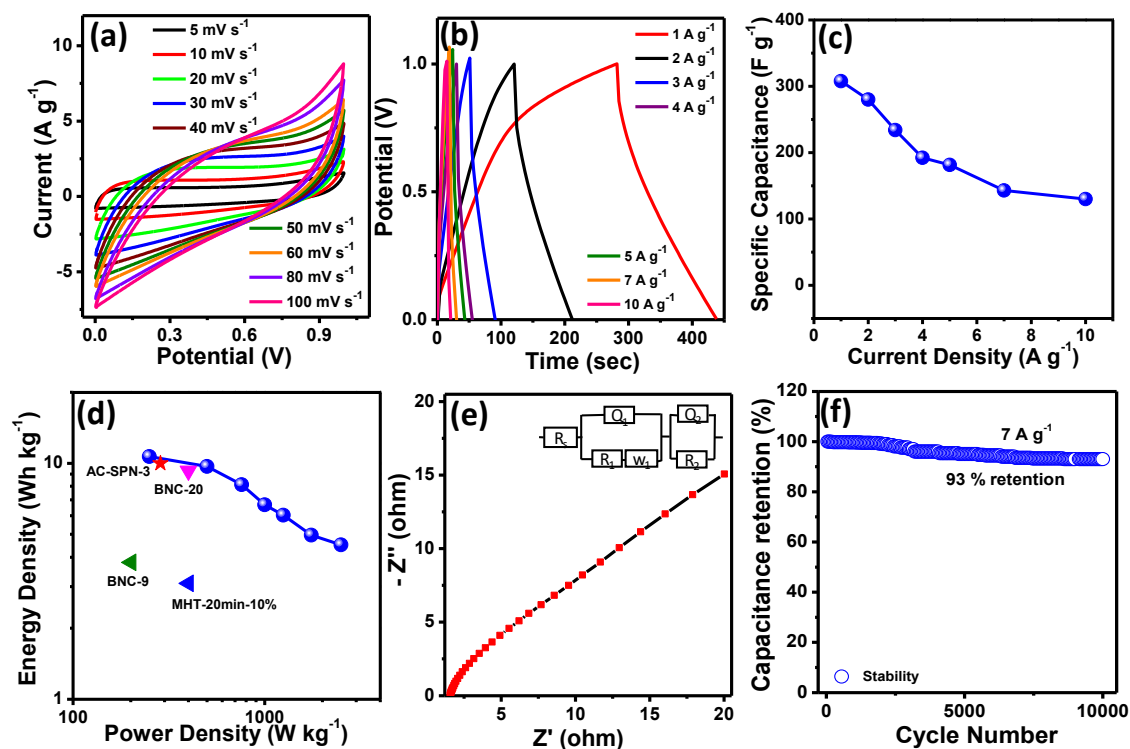 (a)
5 mV s⁻¹
10 mV s⁻¹
20 mV s⁻¹
30 mV s⁻¹
40 mV s⁻¹
50 mV s⁻¹
60 mV s⁻¹
80 mV s⁻¹
100 mV s⁻¹
10
5
0
-5
Current (A g⁻¹)
0.0 0.3 0.6 0.9
Potential (V)
(b)
1 A g⁻¹
2 A g⁻¹
3 A g⁻¹
4 A g⁻¹
5 A g⁻¹
7 A g⁻¹
10 A g⁻¹
1.0
0.5
0.0
Potential (V)
0 100 200 300 400
Time (sec)
(c)
400
300
200
100
0
Specific Capacitance (F g⁻¹)
0 2 4 6 8 10
Current Density (A g⁻¹)
(d)
10
1
Energy Density (Wh kg⁻¹)
AC-SPN-3
BNC-20
BNC-9
MHT-20min-10%
100 1000
Power Density (W kg⁻¹)
(e)
20
15
10
5
0
- Z'' (ohm)
Q₁
Q₂
R₁
w₁
R₂
0 5 10 15 20
Z' (ohm)
(f)
120
100
80
60
40
20
0
Capacitance retention (%)
7 A g⁻¹
93 % retention
Stability
0 5000 10000
Cycle Number